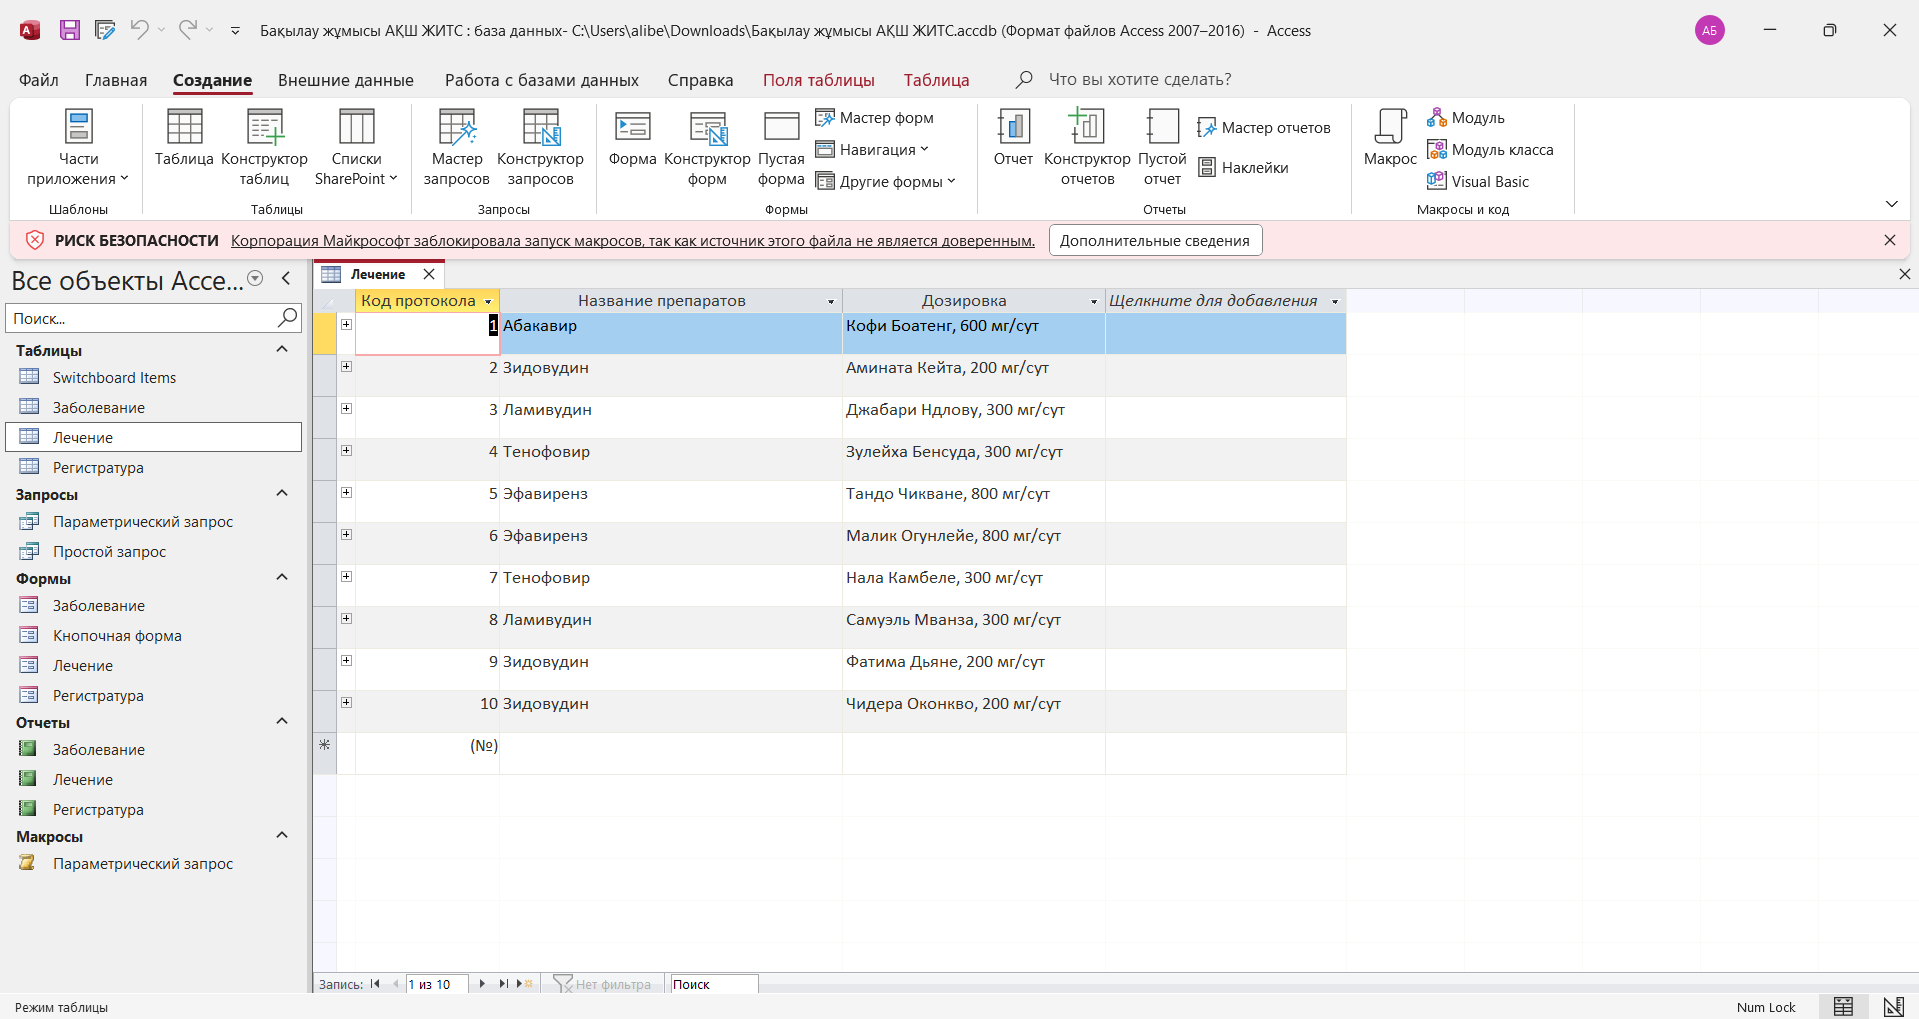 Бақылау жұмысы АҚШ ЖИТС : база данных- C:\Users\alibe\Downloads\Бақылау жұмысы АҚШ ЖИТС.accdb (Формат файлов Access 2007–2016) - Access
АБ
Файл Главная Создание Внешние данные Работа с базами данных Справка Поля таблицы Таблица Что вы хотите сделать?
Части приложения
Шаблоны
Таблица
Конструктор таблиц
Списки SharePoint
Таблицы
Мастер запросов
Конструктор запросов
Запросы
Форма
Конструктор форм
Пустая форма
Мастер форм
Навигация
Другие формы
Формы
Отчет
Конструктор отчетов
Пустой отчет
Мастер отчетов
Наклейки
Отчеты
Макрос
Модуль
Модуль класса
Visual Basic
Макросы и код
РИСК БЕЗОПАСНОСТИ Корпорация Майкрософт заблокировала запуск макросов, так как источник этого файла не является доверенным. Дополнительные сведения
Все объекты Acce...
Поиск...
Таблицы
Switchboard Items
Заболевание
Лечение
Регистратура
Запросы
Параметрический запрос
Простой запрос
Формы
Заболевание
Кнопочная форма
Лечение
Регистратура
Отчеты
Заболевание
Лечение
Регистратура
Макросы
Параметрический запрос
Лечение
Код протокола Название препаратов Дозировка Щелкните для добавления
1 Абакавир Кофи Боатенг, 600 мг/сут
2 Зидовудин Амината Кейта, 200 мг/сут
3 Ламивудин Джабари Ндлову, 300 мг/сут
4 Тенофовир Зулейха Бенсуда, 300 мг/сут
5 Эфавиренз Тандо Чикване, 800 мг/сут
6 Эфавиренз Малик Огунлейе, 800 мг/сут
7 Тенофовир Нала Камбеле, 300 мг/сут
8 Ламивудин Самуэль Мванза, 300 мг/сут
9 Зидовудин Фатима Дьяне, 200 мг/сут
10 Зидовудин Чидера Оконкво, 200 мг/сут
(№)
Запись: 1 из 10 Нет фильтра Поиск
Режим таблицы Num Lock